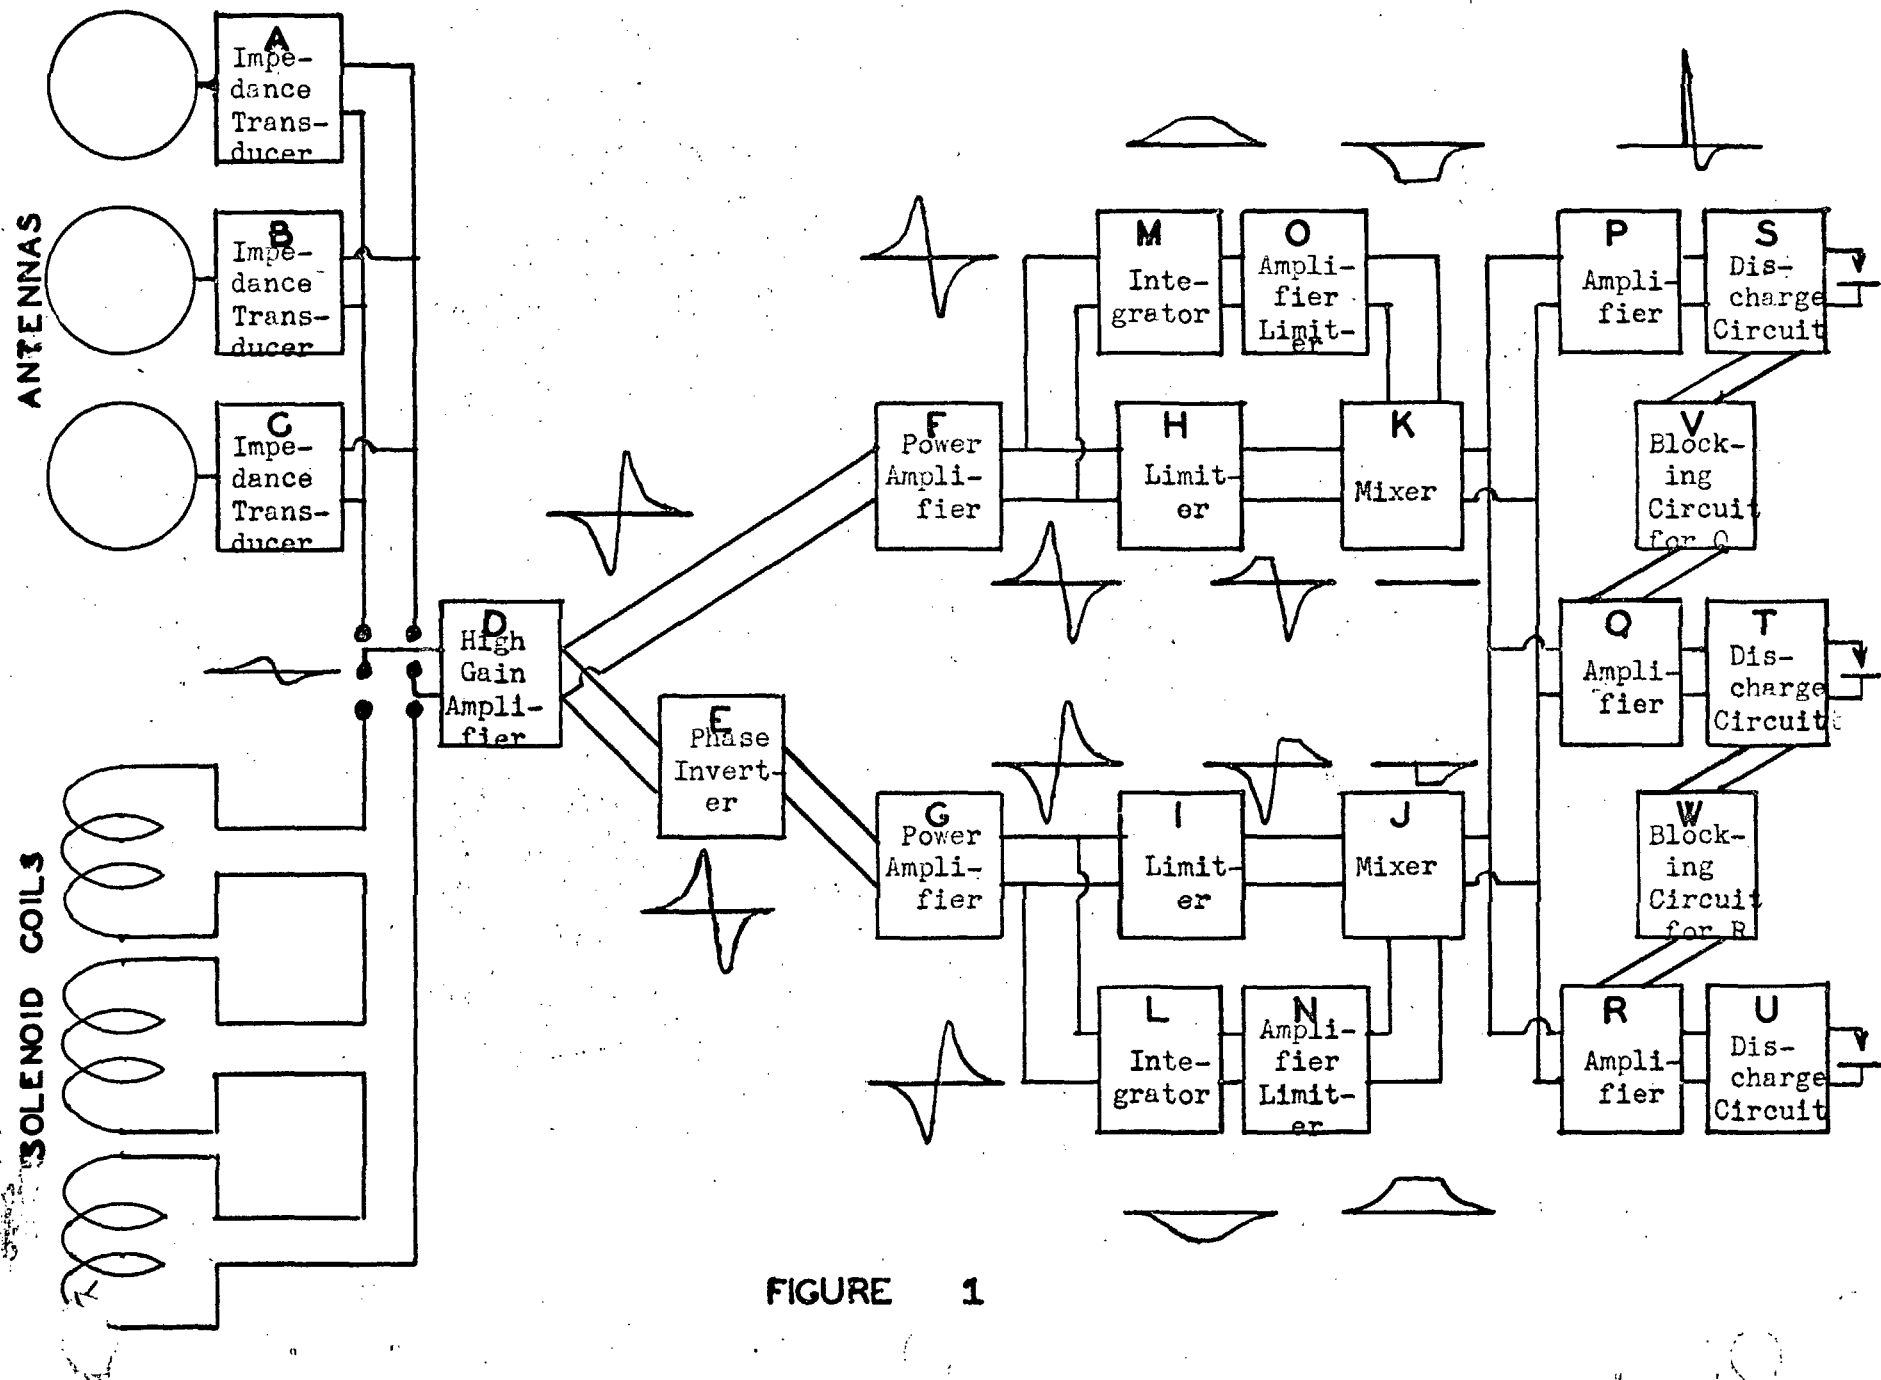 ANTENNAS
A
Impe-
dance
Trans-
ducer
B
Impe-
dance
Trans-
ducer
C
Impe-
dance
Trans-
ducer
SOLENOID COILS
D
High
Gain
Ampli-
fier
E
Phase
Invert-
er
F
Power
Ampli-
fier
G
Power
Ampli-
fier
M
Inte-
grator
O
Ampli-
fier
Limit-
er
H
Limit-
er
K
Mixer
I
Limit-
er
J
Mixer
L
Inte-
grator
N
Ampli-
fier
Limit-
er
P
Ampli-
fier
S
Dis-
charge
Circuit
V
Block-
ing
Circuit
for Q
Q
Ampli-
fier
T
Dis-
charge
Circuit
W
Block-
ing
Circuit
for R
R
Ampli-
fier
U
Dis-
charge
Circuit
FIGURE 1